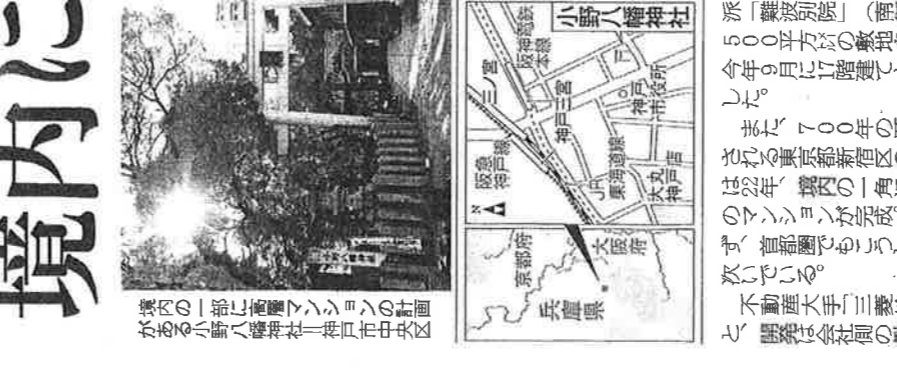 境内に
境内の一部に高層マンションの計画
がある小野八幡神社＝神戸市中央区
小野八幡神社
阪急
神戸線
三ノ宮
阪神電鉄
本線
神戸三宮
神戸
市役所
JR
東海道線
大丸
神戸店
N
京都府
兵庫県
大阪府
派「難波別院」（南
500平方㍍の敷地
今年9月に17階建て、
した。
また、700年の
される東京都新宿区の
は22年、境内の一角
のマンションが完成。
ず、首都圏でもこう
次いでいる。
不動産大手「三菱
と、開発は会社側の